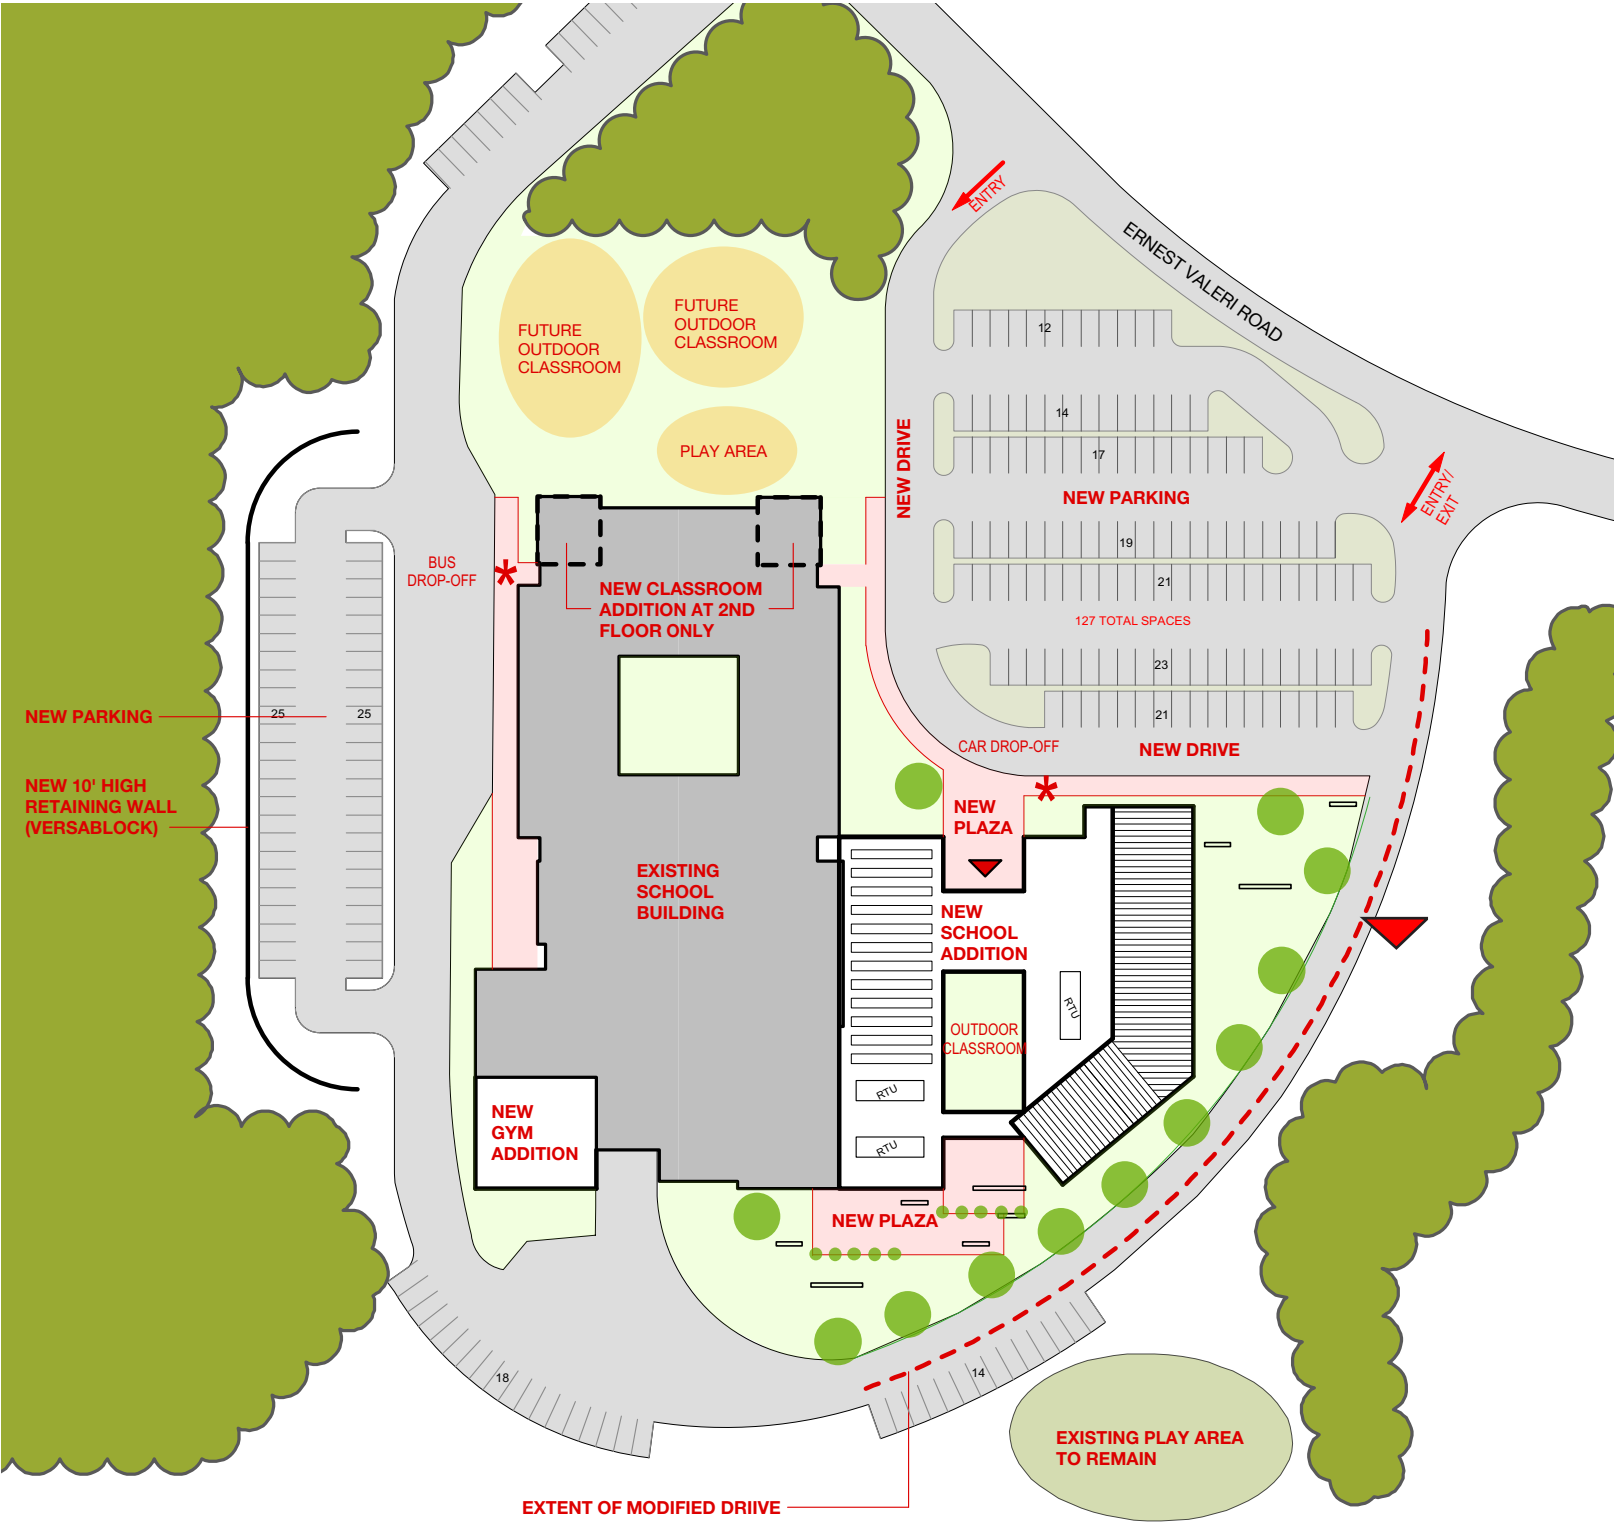 ENTRY
ERNEST VALERI ROAD
FUTURE
OUTDOOR
CLASSROOM
FUTURE
OUTDOOR
CLASSROOM
12
14
17
PLAY AREA
NEW DRIVE
NEW PARKING
ENTRY/
EXIT
19
21
BUS
DROP-OFF
*
NEW CLASSROOM
ADDITION AT 2ND
FLOOR ONLY
127 TOTAL SPACES
23
21
NEW PARKING
25
25
CAR DROP-OFF
NEW DRIVE
*
NEW 10' HIGH
RETAINING WALL
(VERSABLOCK)
NEW
PLAZA
EXISTING
SCHOOL
BUILDING
NEW
SCHOOL
ADDITION
RTU
OUTDOOR
CLASSROOM
RTU
NEW
GYM
ADDITION
RTU
NEW PLAZA
18
14
EXISTING PLAY AREA
TO REMAIN
EXTENT OF MODIFIED DRIIVE